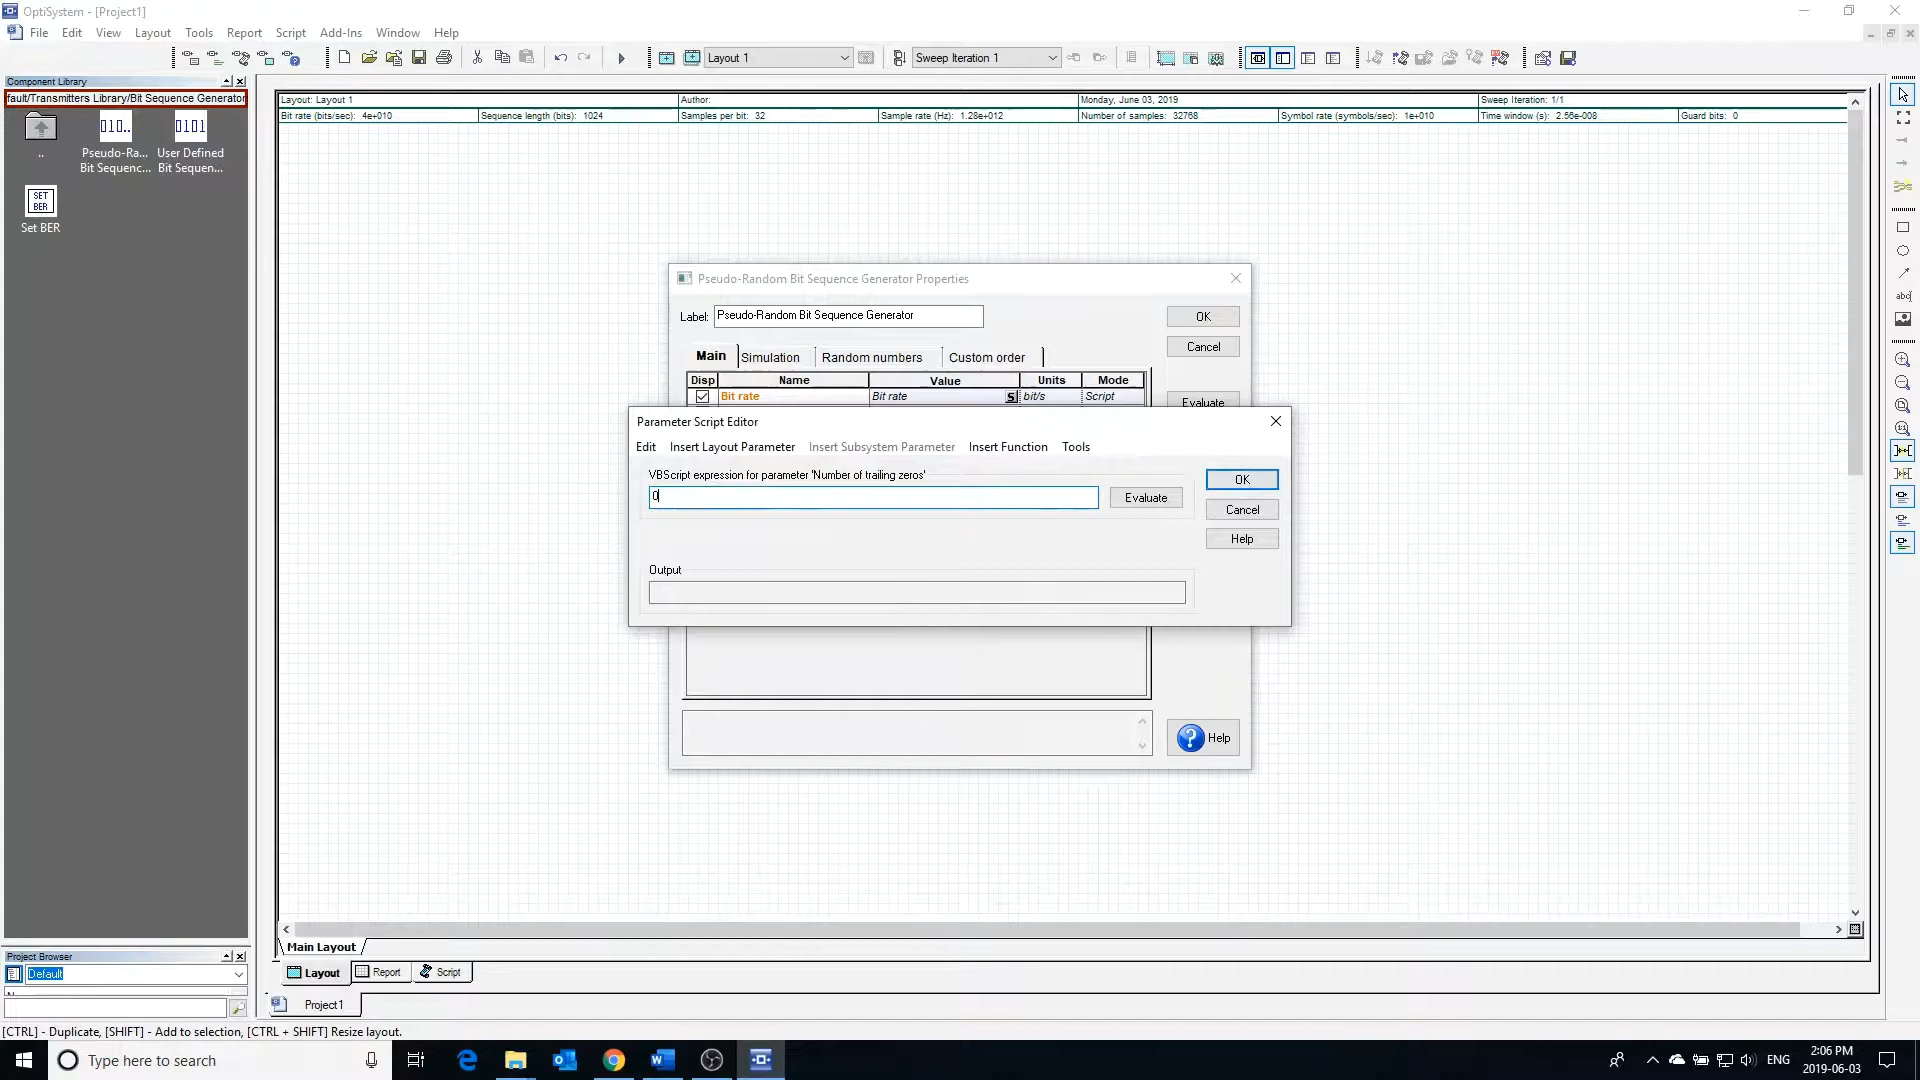 OptiSystem - [Project1]
File Edit View Layout Tools Report Script Add-Ins Window Help
Layout 1
Sweep Iteration 1
Component Library
fault/Transmitters Library/Bit Sequence Generator
010..
0101
..
Pseudo-Ra...
Bit Sequenc...
User Defined
Bit Sequen...
SET
BER
Set BER
Layout: Layout 1
Author:
Monday, June 03, 2019
Sweep Iteration: 1/1
Bit rate (bits/sec): 4e+010
Sequence length (bits): 1024
Samples per bit: 32
Sample rate (Hz): 1.28e+012
Number of samples: 32768
Symbol rate (symbols/sec): 1e+010
Time window (s): 2.56e-008
Guard bits: 0
Pseudo-Random Bit Sequence Generator Properties
Label: Pseudo-Random Bit Sequence Generator
OK
Cancel
Main Simulation Random numbers Custom order
Disp Name Value Units Mode
Bit rate Bit rate S bit/s Script
Evaluate
Parameter Script Editor
Edit Insert Layout Parameter Insert Subsystem Parameter Insert Function Tools
VBScript expression for parameter 'Number of trailing zeros'
0
Evaluate
OK
Cancel
Help
Output
? Help
abc
Main Layout
Layout Report Script
Project1
Project Browser
Default
[CTRL] - Duplicate, [SHIFT] - Add to selection, [CTRL + SHIFT] Resize layout.
Type here to search
ENG
2:06 PM
2019-06-03